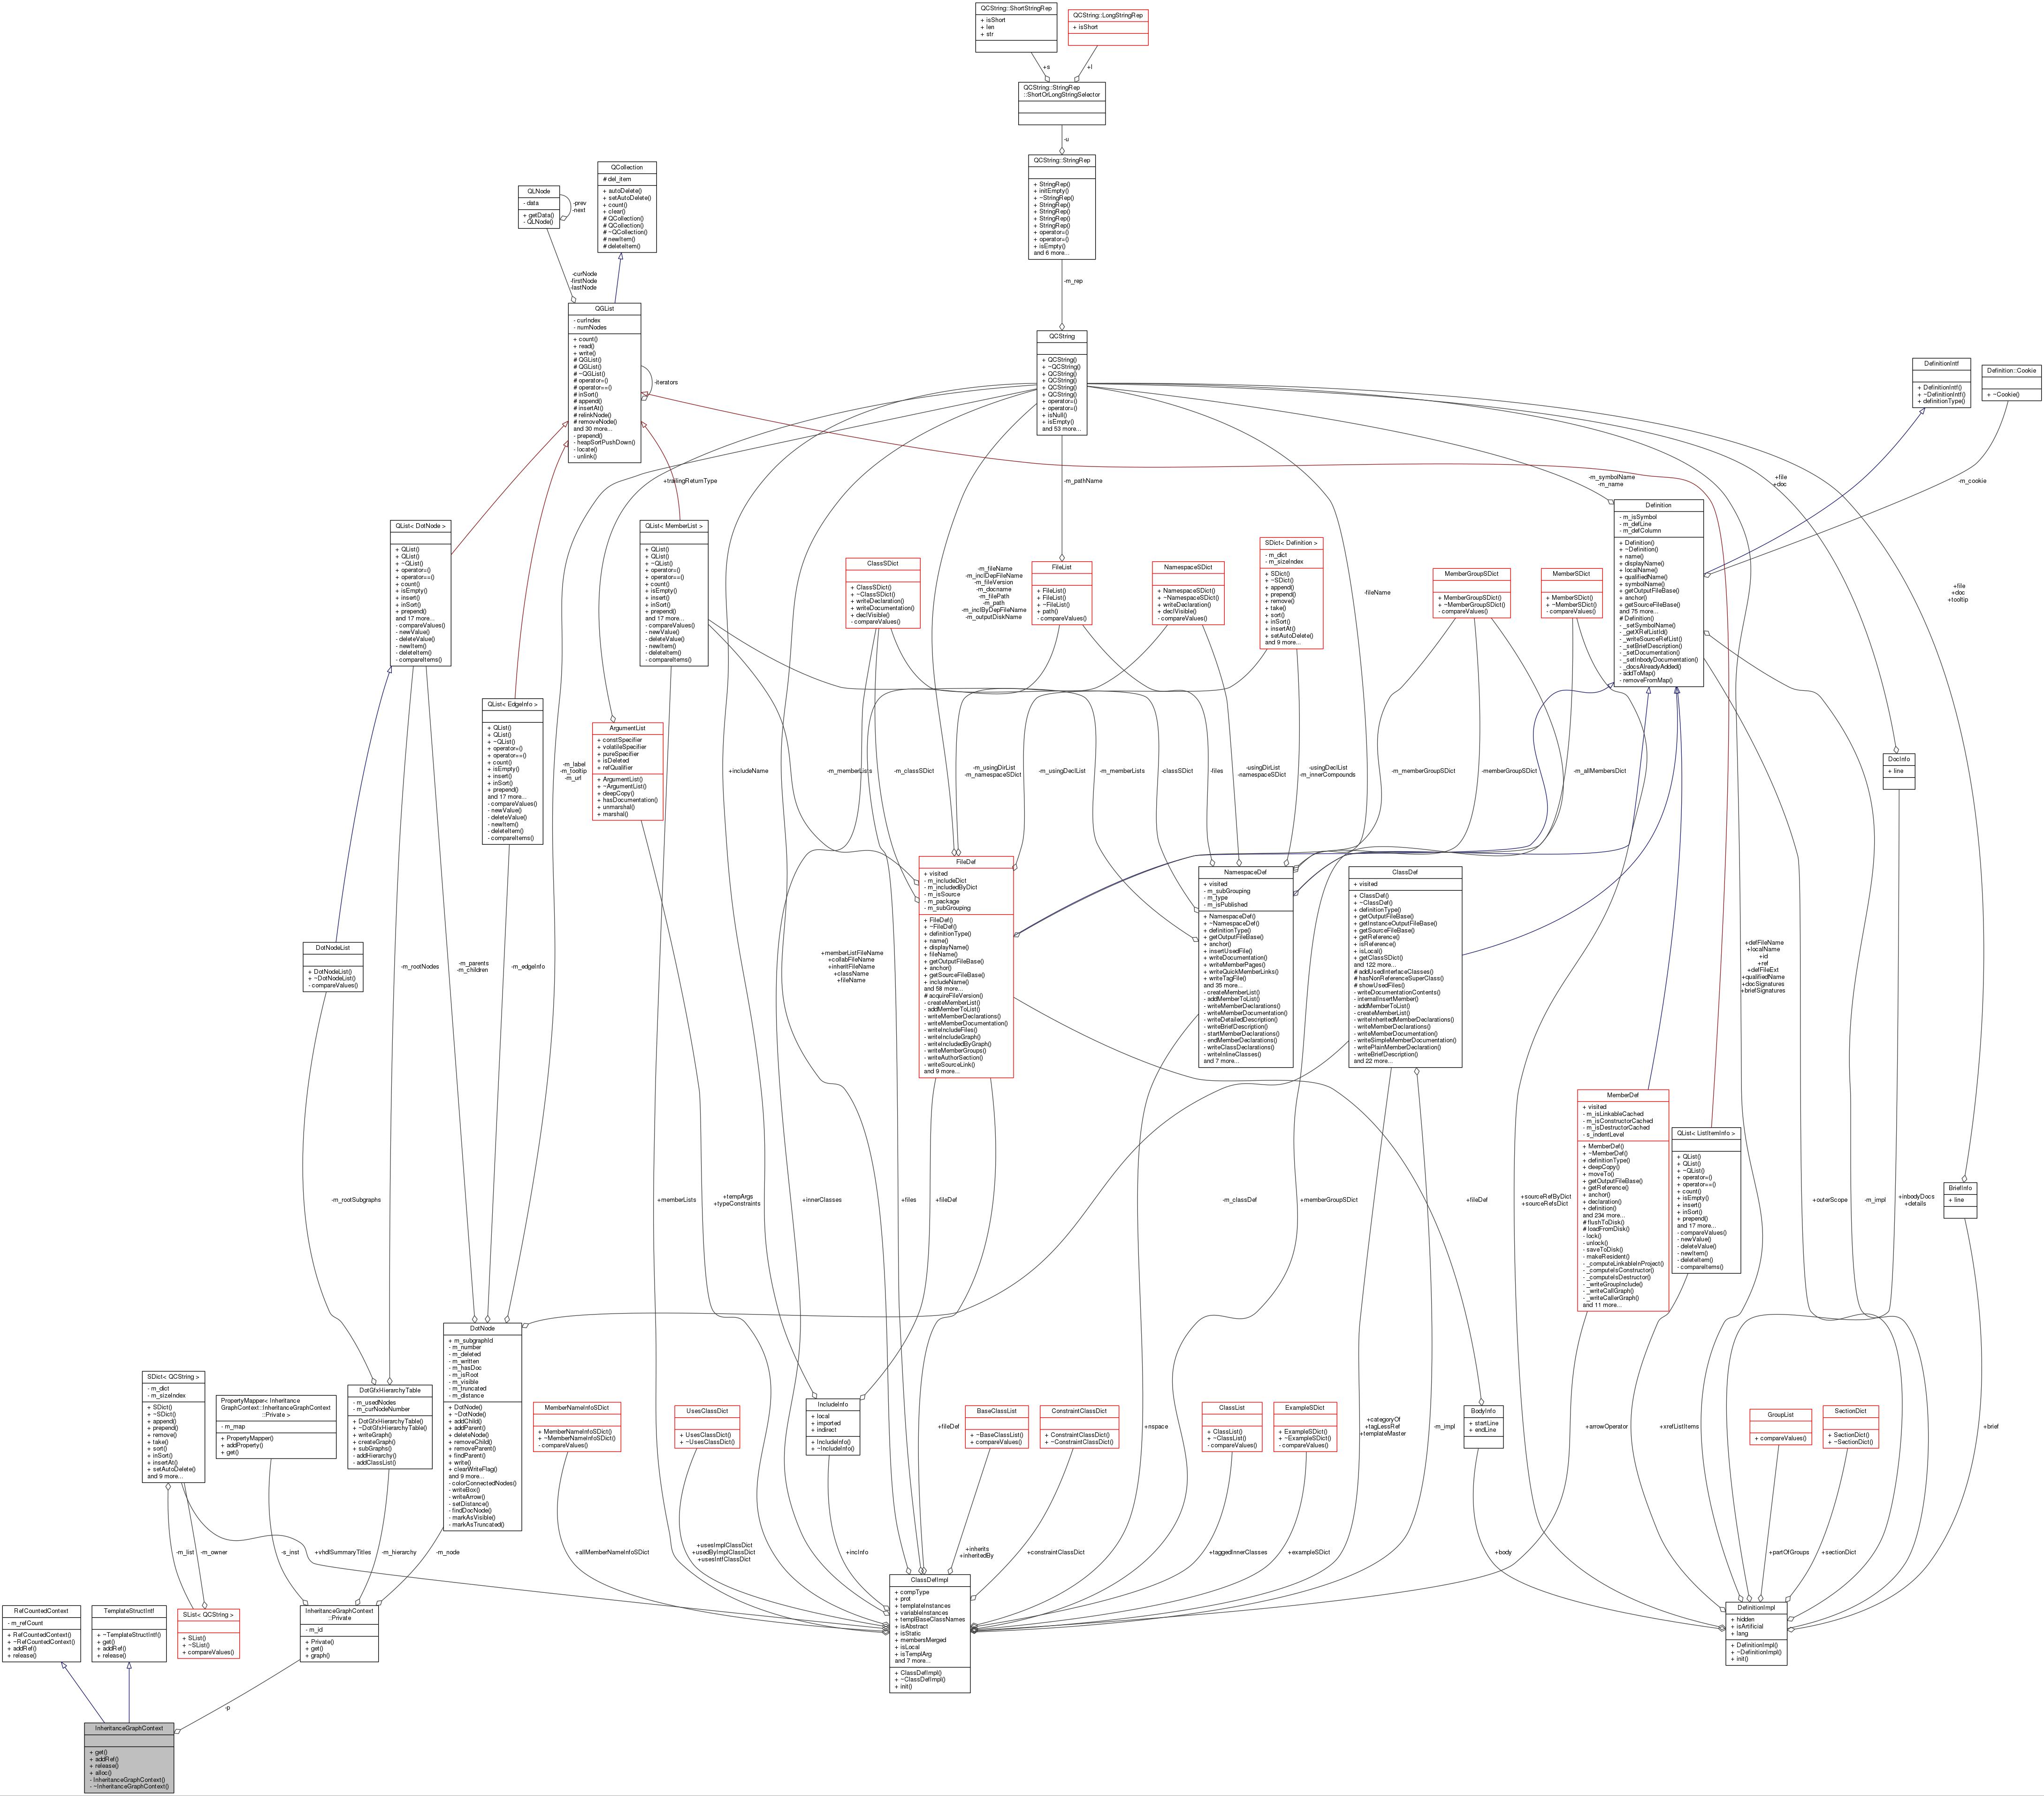 QCString::ShortStringRep
+ isShort
+ len
+ str
QCString::LongStringRep
+ isShort
+s
+l
QCString::StringRep
::ShortOrLongStringSelector
-u
QCString::StringRep
+ StringRep()
+ initEmpty()
+ ~StringRep()
+ StringRep()
+ StringRep()
+ StringRep()
+ StringRep()
+ operator=()
+ operator=()
+ isEmpty()
and 6 more...
-m_rep
QCollection
# del_item
+ autoDelete()
+ setAutoDelete()
+ count()
+ clear()
# QCollection()
# QCollection()
# ~QCollection()
# newItem()
# deleteItem()
QLNode
- data
+ getData()
- QLNode()
-prev
-next
-curNode
-firstNode
-lastNode
QGList
- curIndex
- numNodes
+ count()
+ read()
+ write()
# QGList()
# QGList()
# ~QGList()
# operator=()
# operator==()
# inSort()
# append()
# insertAt()
# relinkNode()
# removeNode()
and 30 more...
- prepend()
- heapSortPushDown()
- locate()
- unlink()
-iterators
QCString
+ QCString()
+ ~QCString()
+ QCString()
+ QCString()
+ QCString()
+ QCString()
+ operator=()
+ operator=()
+ isNull()
+ isEmpty()
and 53 more...
DefinitionIntf
+ DefinitionIntf()
+ ~DefinitionIntf()
+ definitionType()
Definition::Cookie
+ ~Cookie()
+trailingReturnType
-m_pathName
-m_symbolName
-m_name
+file
+doc
-m_cookie
QList< DotNode >
+ QList()
+ QList()
+ ~QList()
+ operator=()
+ operator==()
+ count()
+ isEmpty()
+ insert()
+ inSort()
+ prepend()
and 17 more...
- compareValues()
- newValue()
- deleteValue()
- newItem()
- deleteItem()
- compareItems()
QList< MemberList >
+ QList()
+ QList()
+ ~QList()
+ operator=()
+ operator==()
+ count()
+ isEmpty()
+ insert()
+ inSort()
+ prepend()
and 17 more...
- compareValues()
- newValue()
- deleteValue()
- newItem()
- deleteItem()
- compareItems()
ClassSDict
+ ClassSDict()
+ ~ClassSDict()
+ writeDeclaration()
+ writeDocumentation()
+ declVisible()
- compareValues()
-m_fileName
-m_inclDepFileName
-m_fileVersion
-m_docname
-m_filePath
-m_path
-m_inclByDepFileName
-m_outputDiskName
FileList
+ FileList()
+ FileList()
+ ~FileList()
+ path()
- compareValues()
NamespaceSDict
+ NamespaceSDict()
+ ~NamespaceSDict()
+ writeDeclaration()
+ declVisible()
- compareValues()
SDict< Definition >
- m_dict
- m_sizeIndex
+ SDict()
+ ~SDict()
+ append()
+ prepend()
+ remove()
+ take()
+ sort()
+ inSort()
+ insertAt()
+ setAutoDelete()
and 9 more...
-fileName
MemberGroupSDict
+ MemberGroupSDict()
+ ~MemberGroupSDict()
- compareValues()
MemberSDict
+ MemberSDict()
+ ~MemberSDict()
- compareValues()
Definition
- m_isSymbol
- m_defLine
- m_defColumn
+ Definition()
+ ~Definition()
+ name()
+ displayName()
+ localName()
+ qualifiedName()
+ symbolName()
+ getOutputFileBase()
+ anchor()
+ getSourceFileBase()
and 75 more...
# Definition()
- _setSymbolName()
- _getXRefListId()
- _writeSourceRefList()
- _setBriefDescription()
- _setDocumentation()
- _setInbodyDocumentation()
- _docsAlreadyAdded()
- addToMap()
- removeFromMap()
+file
+doc
+tooltip
QList< EdgeInfo >
+ QList()
+ QList()
+ ~QList()
+ operator=()
+ operator==()
+ count()
+ isEmpty()
+ insert()
+ inSort()
+ prepend()
and 17 more...
- compareValues()
- newValue()
- deleteValue()
- newItem()
- deleteItem()
- compareItems()
-m_label
-m_tooltip
-m_url
ArgumentList
+ constSpecifier
+ volatileSpecifier
+ pureSpecifier
+ isDeleted
+ refQualifier
+ ArgumentList()
+ ~ArgumentList()
+ deepCopy()
+ hasDocumentation()
+ unmarshal()
+ marshal()
+includeName
-m_memberLists
-m_classSDict
-m_usingDirList
-m_namespaceSDict
-m_usingDeclList
-m_memberLists
-classSDict
-files
-usingDirList
-namespaceSDict
-usingDeclList
-m_innerCompounds
-m_memberGroupSDict
-memberGroupSDict
-m_allMembersDict
DocInfo
+ line
DotNodeList
+ DotNodeList()
+ ~DotNodeList()
- compareValues()
-m_rootNodes
-m_parents
-m_children
-m_edgeInfo
+memberListFileName
+collabFileName
+inheritFileName
+className
+fileName
FileDef
+ visited
- m_includeDict
- m_includedByDict
- m_isSource
- m_package
- m_subGrouping
+ FileDef()
+ ~FileDef()
+ definitionType()
+ name()
+ displayName()
+ fileName()
+ getOutputFileBase()
+ anchor()
+ getSourceFileBase()
+ includeName()
and 58 more...
# acquireFileVersion()
- createMemberList()
- addMemberToList()
- writeMemberDeclarations()
- writeMemberDocumentation()
- writeIncludeFiles()
- writeIncludeGraph()
- writeIncludedByGraph()
- writeMemberGroups()
- writeAuthorSection()
- writeSourceLink()
and 9 more...
NamespaceDef
+ visited
- m_subGrouping
- m_type
- m_isPublished
+ NamespaceDef()
+ ~NamespaceDef()
+ definitionType()
+ getOutputFileBase()
+ anchor()
+ insertUsedFile()
+ writeDocumentation()
+ writeMemberPages()
+ writeQuickMemberLinks()
+ writeTagFile()
and 35 more...
- createMemberList()
- addMemberToList()
- writeMemberDeclarations()
- writeMemberDocumentation()
- writeDetailedDescription()
- writeBriefDescription()
- startMemberDeclarations()
- endMemberDeclarations()
- writeClassDeclarations()
- writeInlineClasses()
and 7 more...
ClassDef
+ visited
+ ClassDef()
+ ~ClassDef()
+ definitionType()
+ getOutputFileBase()
+ getInstanceOutputFileBase()
+ getSourceFileBase()
+ getReference()
+ isReference()
+ isLocal()
+ getClassSDict()
and 122 more...
# addUsedInterfaceClasses()
# hasNonReferenceSuperClass()
# showUsedFiles()
- writeDocumentationContents()
- internalInsertMember()
- addMemberToList()
- createMemberList()
- writeInheritedMemberDeclarations()
- writeMemberDeclarations()
- writeMemberDocumentation()
- writeSimpleMemberDocumentation()
- writePlainMemberDeclaration()
- writeBriefDescription()
and 22 more...
+defFileName
+localName
+id
+ref
+defFileExt
+qualifiedName
+docSignatures
+briefSignatures
MemberDef
+ visited
- m_isLinkableCached
- m_isConstructorCached
- m_isDestructorCached
- s_indentLevel
+ MemberDef()
+ ~MemberDef()
+ definitionType()
+ deepCopy()
+ moveTo()
+ getOutputFileBase()
+ getReference()
+ anchor()
+ declaration()
+ definition()
and 234 more...
# flushToDisk()
# loadFromDisk()
- lock()
- unlock()
- saveToDisk()
- makeResident()
- _computeLinkableInProject()
- _computeIsConstructor()
- _computeIsDestructor()
- _writeGroupInclude()
- _writeCallGraph()
- _writeCallerGraph()
and 11 more...
QList< ListItemInfo >
+ QList()
+ QList()
+ ~QList()
+ operator=()
+ operator==()
+ count()
+ isEmpty()
+ insert()
+ inSort()
+ prepend()
and 17 more...
- compareValues()
- newValue()
- deleteValue()
- newItem()
- deleteItem()
- compareItems()
BriefInfo
+ line
-m_rootSubgraphs
+memberLists
+tempArgs
+typeConstraints
+innerClasses
+files
+fileDef
-m_classDef
+memberGroupSDict
+fileDef
+sourceRefByDict
+sourceRefsDict
+outerScope
-m_impl
+inbodyDocs
+details
DotNode
+ m_subgraphId
- m_number
- m_deleted
- m_written
- m_hasDoc
- m_isRoot
- m_visible
- m_truncated
- m_distance
+ DotNode()
+ ~DotNode()
+ addChild()
+ addParent()
+ deleteNode()
+ removeChild()
+ removeParent()
+ findParent()
+ write()
+ clearWriteFlag()
and 9 more...
- colorConnectedNodes()
- writeBox()
- writeArrow()
- setDistance()
- findDocNode()
- markAsVisible()
- markAsTruncated()
SDict< QCString >
- m_dict
- m_sizeIndex
+ SDict()
+ ~SDict()
+ append()
+ prepend()
+ remove()
+ take()
+ sort()
+ inSort()
+ insertAt()
+ setAutoDelete()
and 9 more...
PropertyMapper< Inheritance
GraphContext::InheritanceGraphContext
::Private >
- m_map
+ PropertyMapper()
+ addProperty()
+ get()
DotGfxHierarchyTable
- m_usedNodes
- m_curNodeNumber
+ DotGfxHierarchyTable()
+ ~DotGfxHierarchyTable()
+ writeGraph()
+ createGraph()
+ subGraphs()
- addHierarchy()
- addClassList()
MemberNameInfoSDict
+ MemberNameInfoSDict()
+ ~MemberNameInfoSDict()
- compareValues()
UsesClassDict
+ UsesClassDict()
+ ~UsesClassDict()
IncludeInfo
+ local
+ imported
+ indirect
+ IncludeInfo()
+ ~IncludeInfo()
+fileDef
BaseClassList
+ ~BaseClassList()
+ compareValues()
ConstraintClassDict
+ ConstraintClassDict()
+ ~ConstraintClassDict()
+nspace
ClassList
+ ClassList()
+ ~ClassList()
- compareValues()
ExampleSDict
+ ExampleSDict()
+ ~ExampleSDict()
- compareValues()
+categoryOf
+tagLessRef
+templateMaster
-m_impl
BodyInfo
+ startLine
+ endLine
+arrowOperator
+xrefListItems
GroupList
+ compareValues()
SectionDict
+ SectionDict()
+ ~SectionDict()
+brief
-m_list
-m_owner
-s_inst
+vhdlSummaryTitles
-m_hierarchy
-m_node
+allMemberNameInfoSDict
+usesImplClassDict
+usedByImplClassDict
+usesIntfClassDict
+incInfo
+inherits
+inheritedBy
+constraintClassDict
+taggedInnerClasses
+exampleSDict
+body
+partOfGroups
+sectionDict
RefCountedContext
- m_refCount
+ RefCountedContext()
+ ~RefCountedContext()
+ addRef()
+ release()
TemplateStructIntf
+ ~TemplateStructIntf()
+ get()
+ addRef()
+ release()
SList< QCString >
+ SList()
+ ~SList()
+ compareValues()
InheritanceGraphContext
::Private
- m_id
+ Private()
+ get()
+ graph()
ClassDefImpl
+ compType
+ prot
+ templateInstances
+ variableInstances
+ templBaseClassNames
+ isAbstract
+ isStatic
+ membersMerged
+ isLocal
+ isTemplArg
and 7 more...
+ ClassDefImpl()
+ ~ClassDefImpl()
+ init()
DefinitionImpl
+ hidden
+ isArtificial
+ lang
+ DefinitionImpl()
+ ~DefinitionImpl()
+ init()
-p
InheritanceGraphContext
+ get()
+ addRef()
+ release()
+ alloc()
- InheritanceGraphContext()
- ~InheritanceGraphContext()